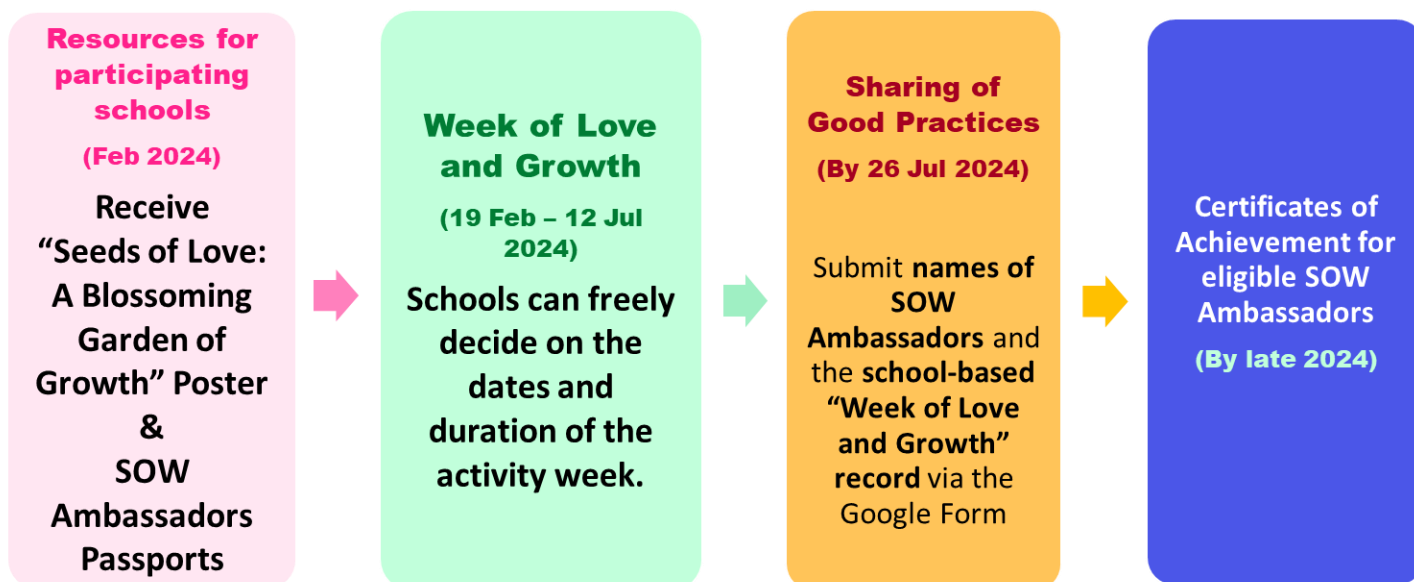 Resources for
participating
schools
(Feb 2024)
Receive
“Seeds of Love:
A Blossoming
Garden of
Growth” Poster
&
SOW
Ambassadors
Passports
Week of Love
and Growth
(19 Feb – 12 Jul
2024)
Schools can freely
decide on the
dates and
duration of the
activity week.
Sharing of
Good Practices
(By 26 Jul 2024)
Submit names of
SOW
Ambassadors and
the school-based
“Week of Love
and Growth”
record via the
Google Form
Certificates of
Achievement for
eligible SOW
Ambassadors
(By late 2024)